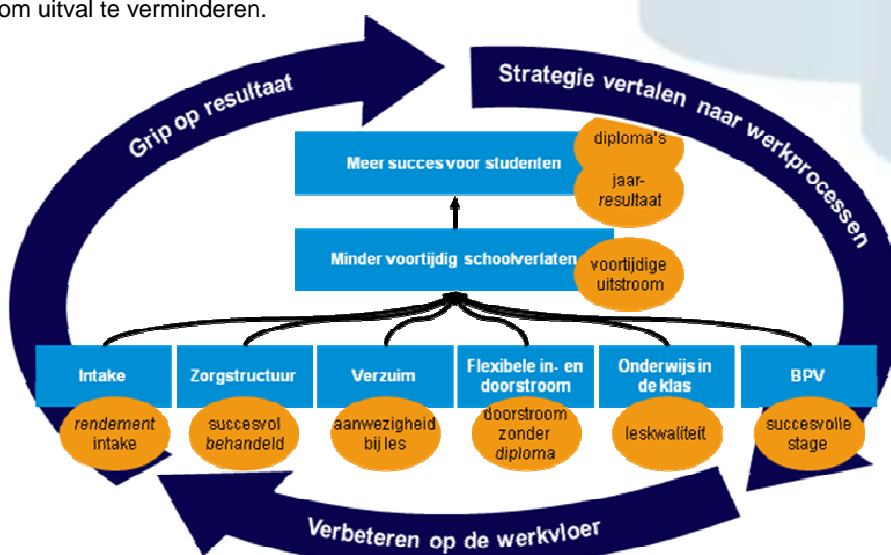 om uitval te verminderen.
Grip op resultaat
Strategie vertalen naar werkprocessen
Meer succes voor studenten
diploma's
jaar-
resultaat
Minder voortijdig schoolverlaten
voortijdige
uitstroom
Intake
rendement
intake
Zorgstructuur
succesvol
behandeld
Verzuim
aanwezigheid
bij les
Flexibele in- en
doorstroom
doorstroom
zonder
diploma
Onderwijs in
de klas
leskwaliteit
BPV
succesvolle
stage
Verbeteren op de werkvloer